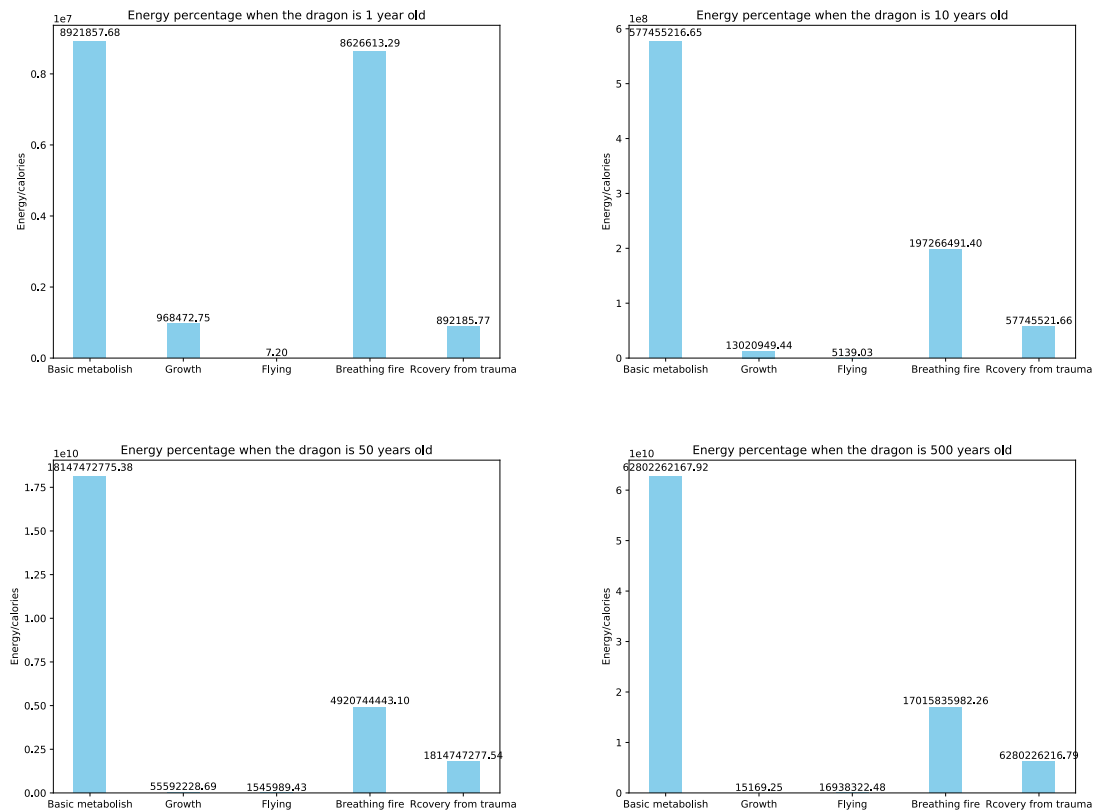 Energy percentage when the dragon is 1 year old
1e7
8921857.68
8626613.29
0.8
0.6
Energy/calories
0.4
0.2
968472.75
892185.77
7.20
0.0
Basic metabolish Growth Flying Breathing fire Rcovery from trauma
Energy percentage when the dragon is 10 years old
1e8
577455216.65
6
5
4
Energy/calories
3
2
197266491.40
1
57745521.66
13020949.44
5139.03
0
Basic metabolish Growth Flying Breathing fire Rcovery from trauma
Energy percentage when the dragon is 50 years old
1e10
18147472775.38
1.75
1.50
1.25
1.00
Energy/calories
0.75
0.50
4920744443.10
0.25
1814747277.54
55592228.69
1545989.43
0.00
Basic metabolish Growth Flying Breathing fire Rcovery from trauma
Energy percentage when the dragon is 500 years old
1e10
62802262167.92
6
5
4
Energy/calories
3
2
17015835982.26
1
6280226216.79
15169.25
16938322.48
0
Basic metabolish Growth Flying Breathing fire Rcovery from trauma